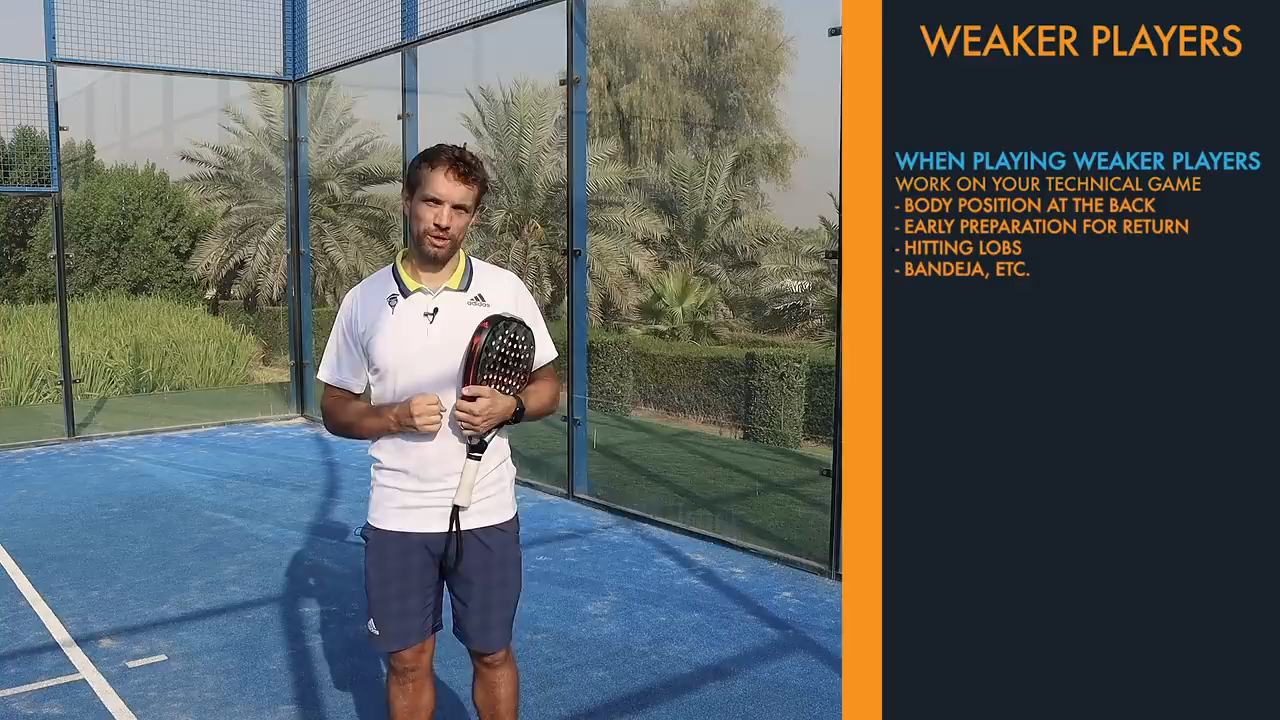 WEAKER PLAYERS
WHEN PLAYING WEAKER PLAYERS
WORK ON YOUR TECHNICAL GAME
- BODY POSITION AT THE BACK
- EARLY PREPARATION FOR RETURN
- HITTING LOBS
- BANDEJA, ETC.
adidas